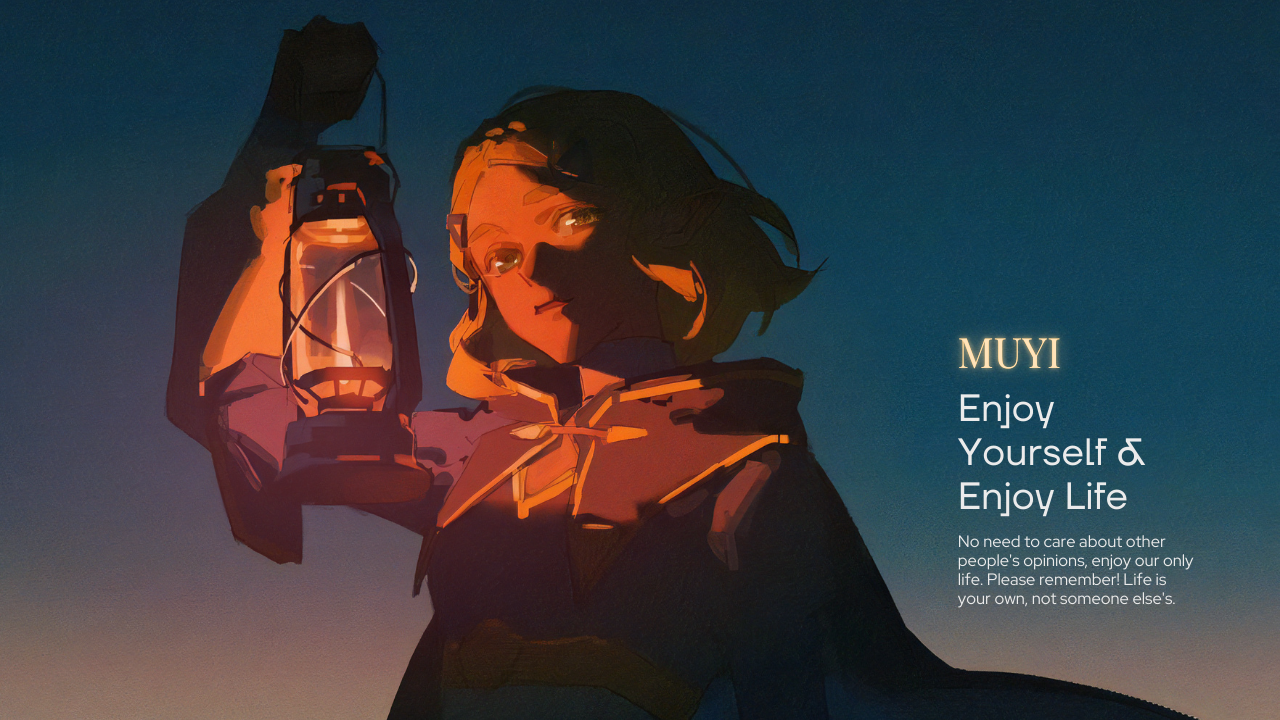 MUYI
Enjoy
Yourself &
Enjoy Life
No need to care about other
people's opinions, enjoy our only
life. Please remember! Life is
your own, not someone else's.